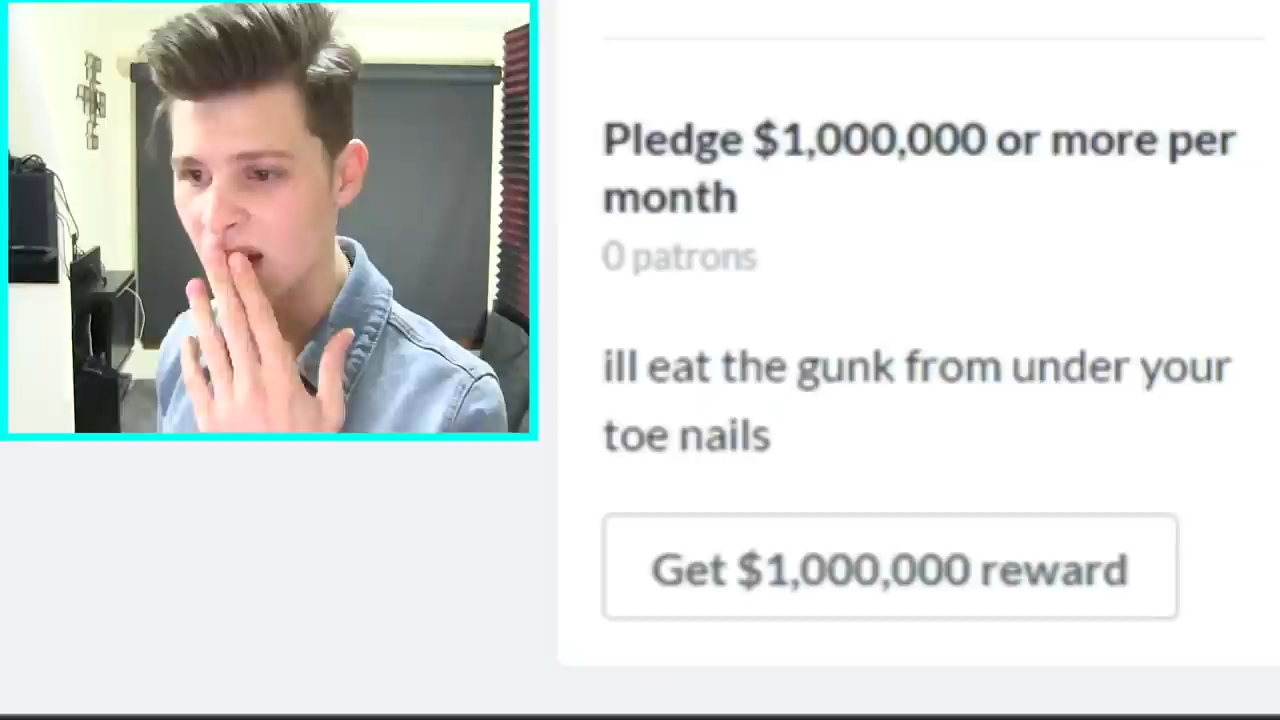 Pledge $1,000,000 or more per
month
0 patrons
ill eat the gunk from under your
toe nails
Get $1,000,000 reward